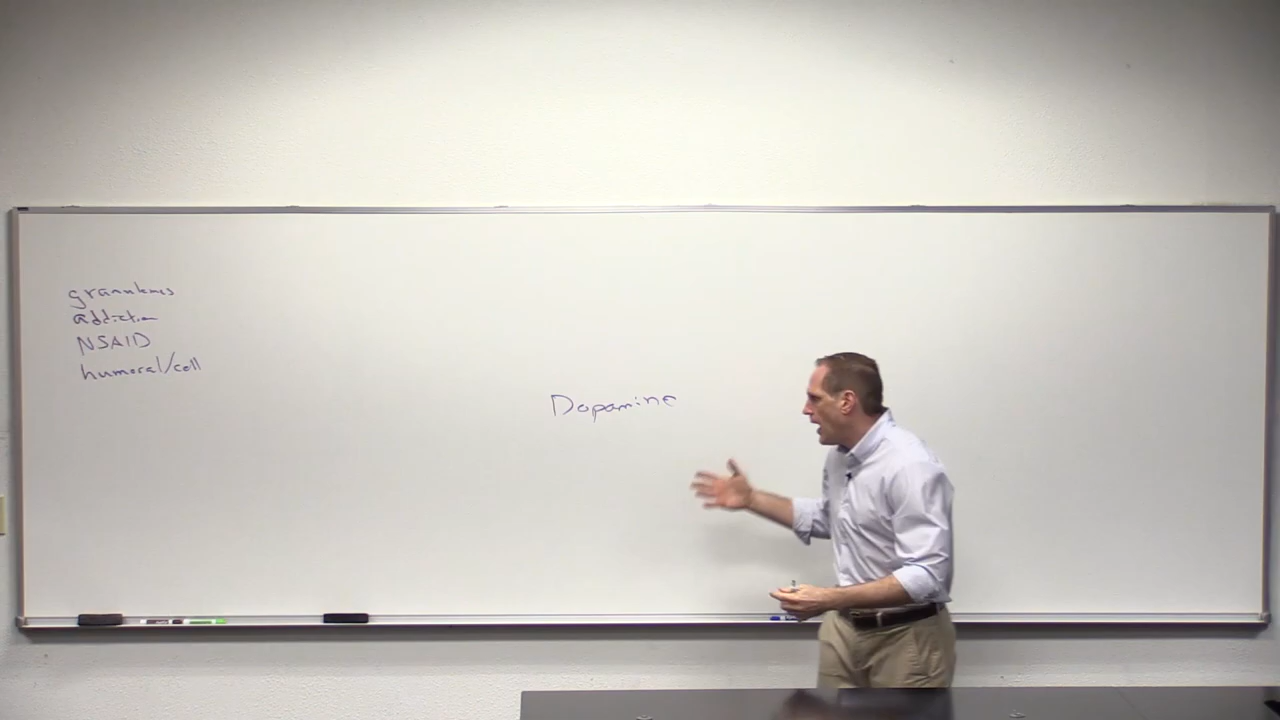 granulomas
addiction
NSAID
humoral/cell
Dopamine